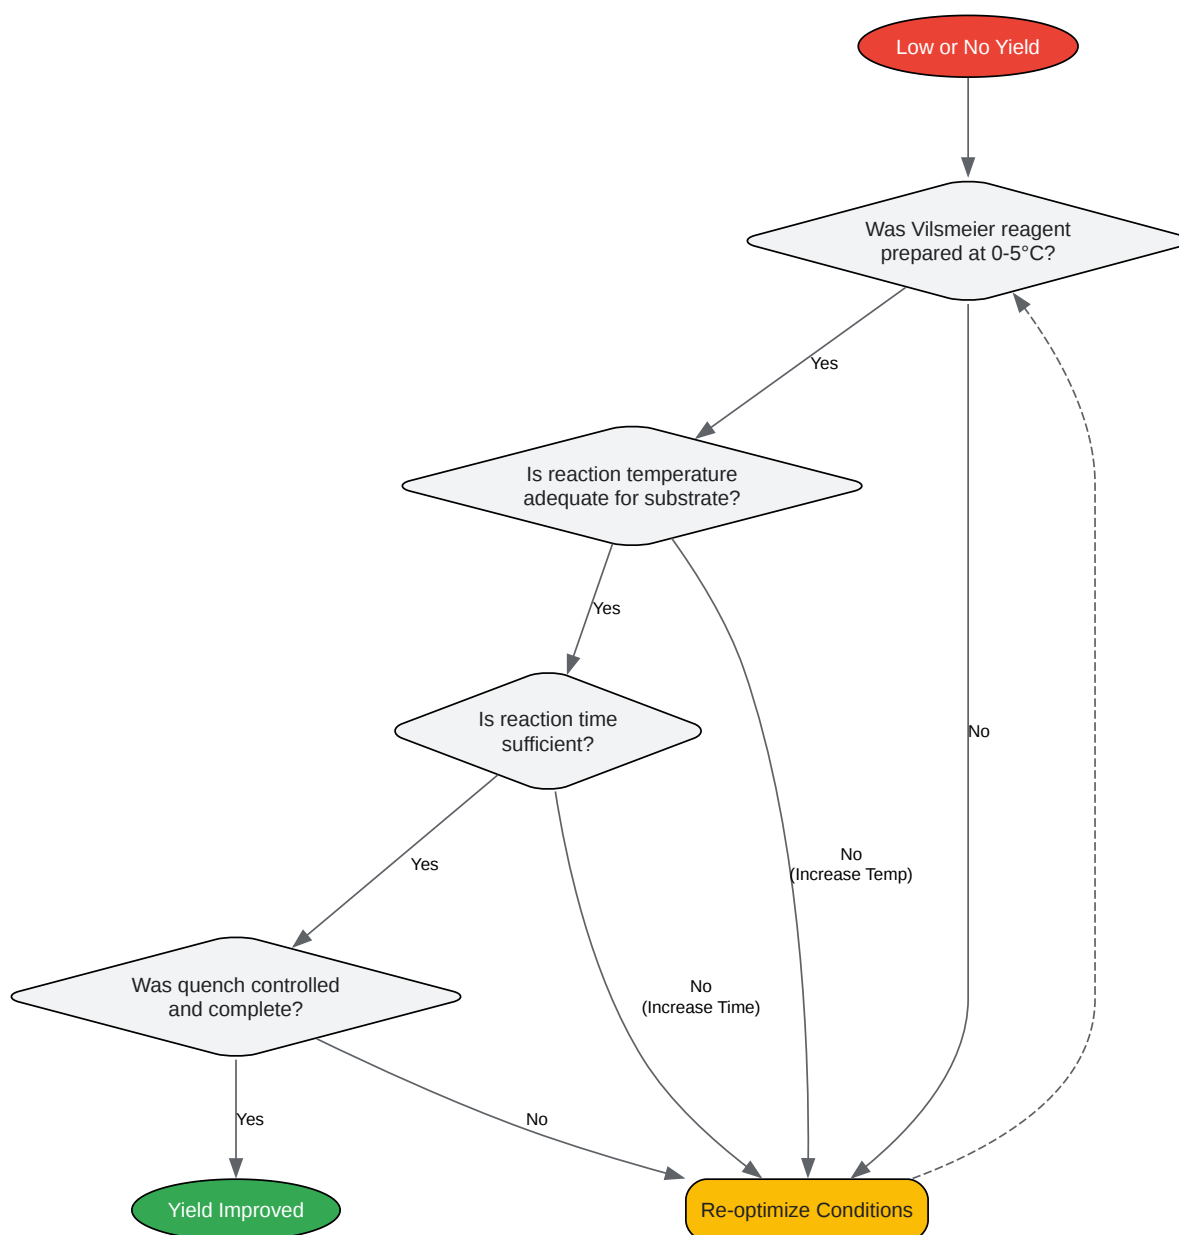 Low or No Yield
Was Vilsmeier reagent
prepared at 0-5°C?
Yes
Is reaction temperature
adequate for substrate?
Yes
Is reaction time
sufficient?
No
Yes
No
(Increase Temp)
Was quench controlled
and complete?
No
(Increase Time)
Yes
No
Yield Improved
Re-optimize Conditions